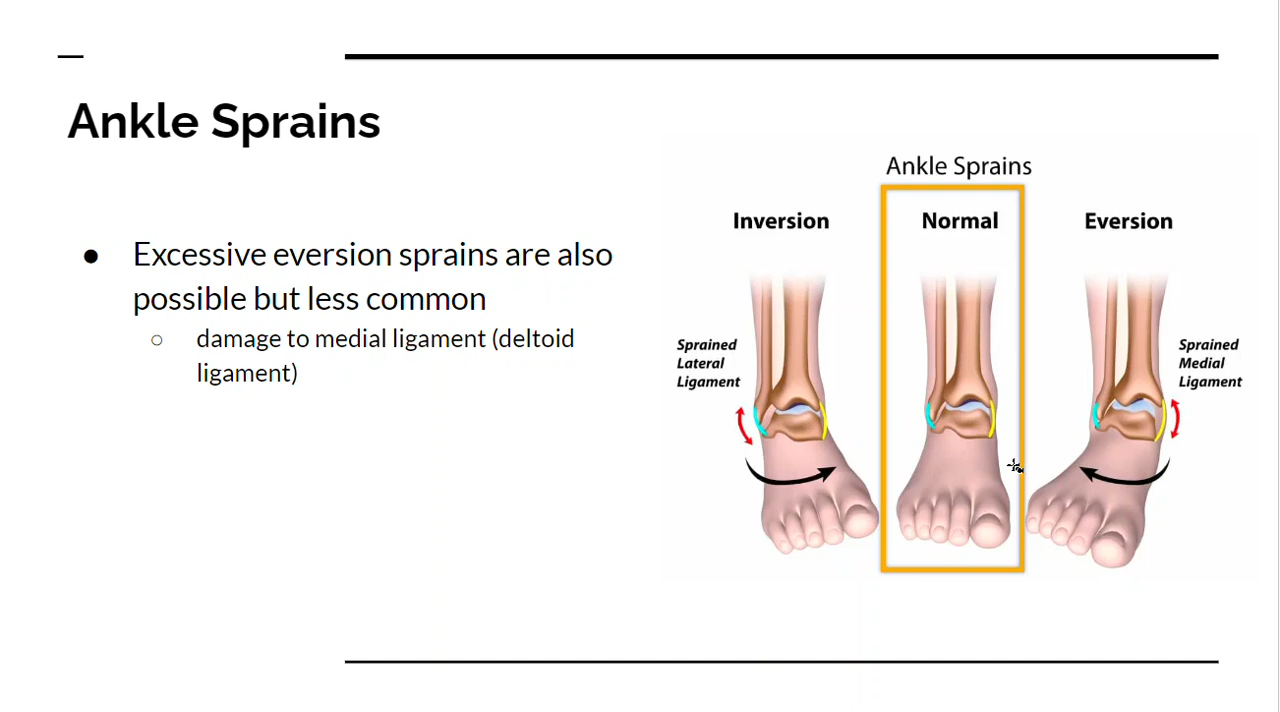 Ankle Sprains
● Excessive eversion sprains are also
possible but less common
○ damage to medial ligament (deltoid
ligament)
Ankle Sprains
Inversion
Normal
Eversion
Sprained
Lateral
Ligament
Sprained
Medial
Ligament